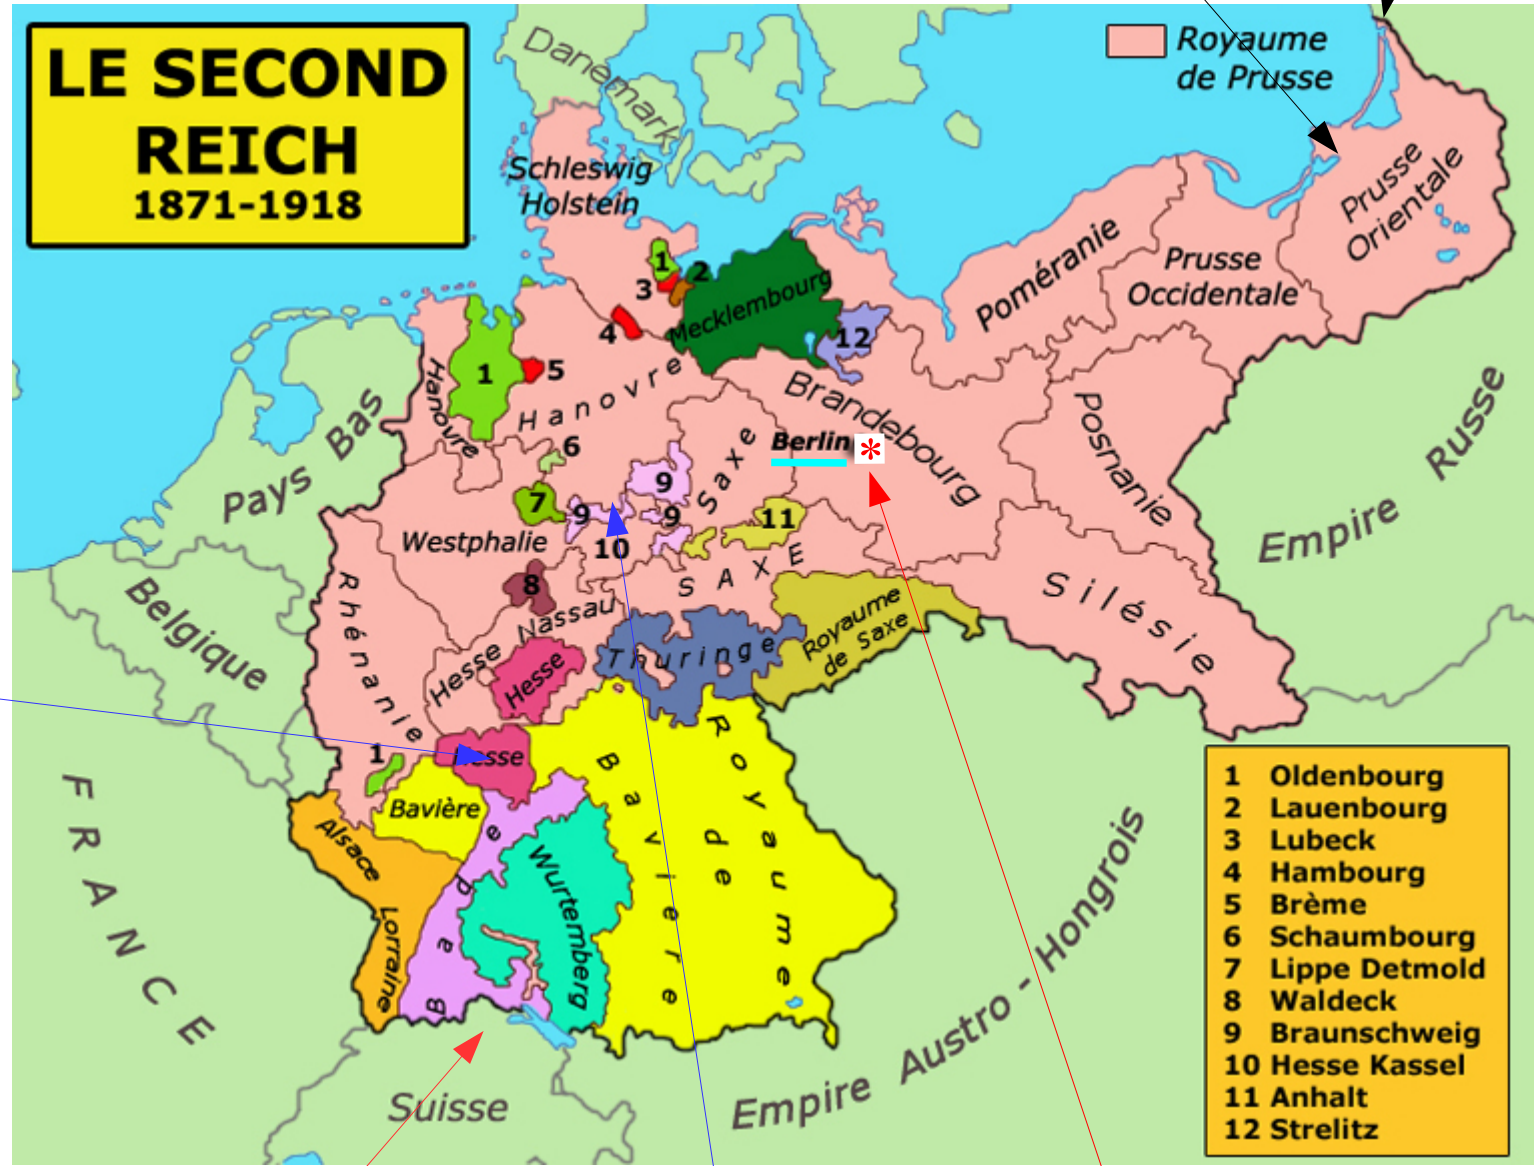 LE SECOND
REICH
1871-1918
Royaume
de Prusse
Danemark
Schleswig
Holstein
Prusse
Orientale
Prusse
Occidentale
Poméranie
1
2
3
Mecklembourg
4
12
1
5
Hanovre
Hanovre
Brandebourg
Posnanie
Pays Bas
Empire Russe
6
Berlin
*
Saxe
9
7
9
9
11
Westphalie
10
SAXE
8
Silésie
Belgique
Rhénanie
Hesse Nassau
Hesse
Thuringe
Royaume
de Saxe
1
Hesse
Bavière
Royaume
de
Baviere
Bade
Wurtemberg
Alsace
Lorraine
FRANCE
Suisse
Empire Austro - Hongrois
1 Oldenbourg
2 Lauenbourg
3 Lubeck
4 Hambourg
5 Brème
6 Schaumbourg
7 Lippe Detmold
8 Waldeck
9 Braunschweig
10 Hesse Kassel
11 Anhalt
12 Strelitz